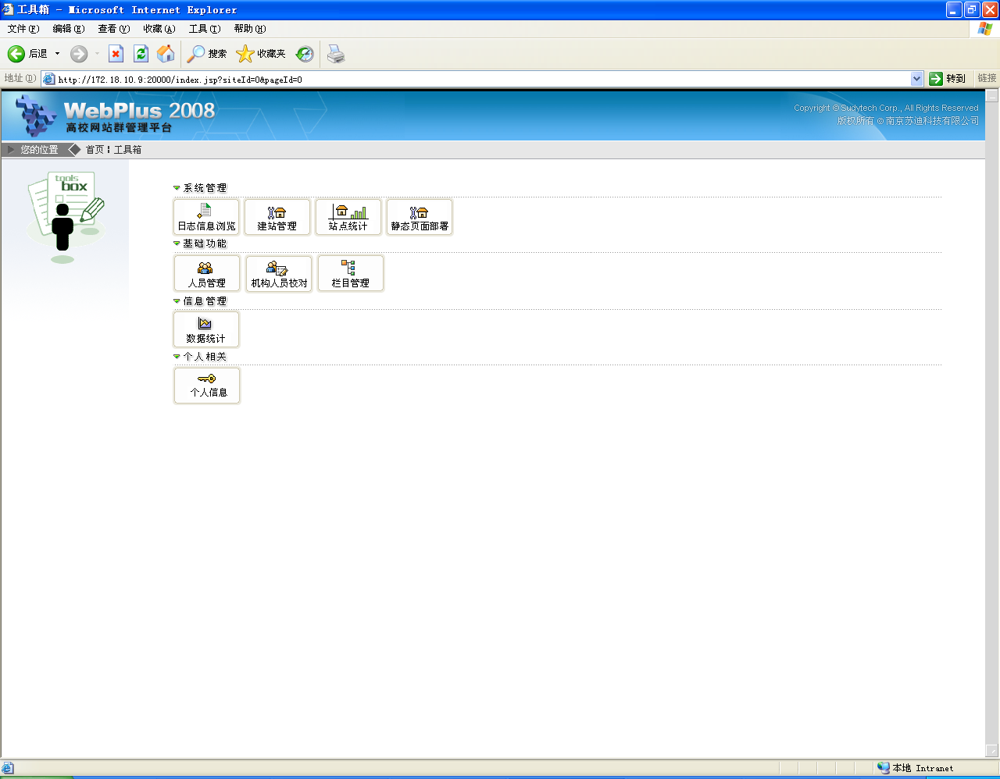 工具箱 - Microsoft Internet Explorer
文件(F) 编辑(E) 查看(V) 收藏(A) 工具(T) 帮助(H)
后退 搜索 收藏夹
地址(D) http://172.18.10.9:20000/index.jsp?siteId=0&pageId=0 转到 链接
WebPlus 2008
高校网站群管理平台
Copyright © Sudytech Corp., All Rights Reserved
版权所有 © 南京苏迪科技有限公司
您的位置 首页 工具箱
tools
box
系统管理
日志信息浏览 建站管理 站点统计 静态页面部署
基础功能
人员管理 机构人员校对 栏目管理
信息管理
数据统计
个人相关
个人信息
本地 Intranet